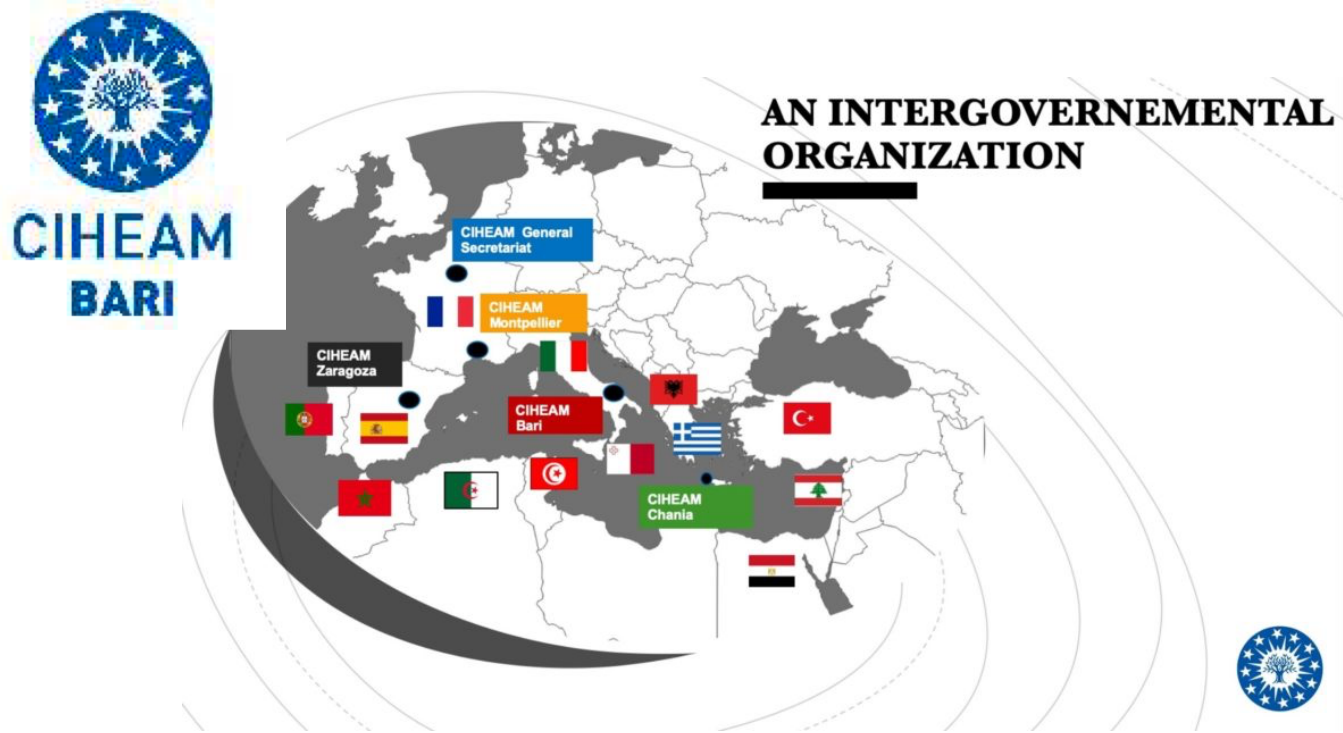 CIHEAM
BARI
AN INTERGOVERNEMENTAL
ORGANIZATION
CIHEAM General
Secretariat
CIHEAM
Montpellier
CIHEAM
Zaragoza
CIHEAM
Bari
CIHEAM
Chania